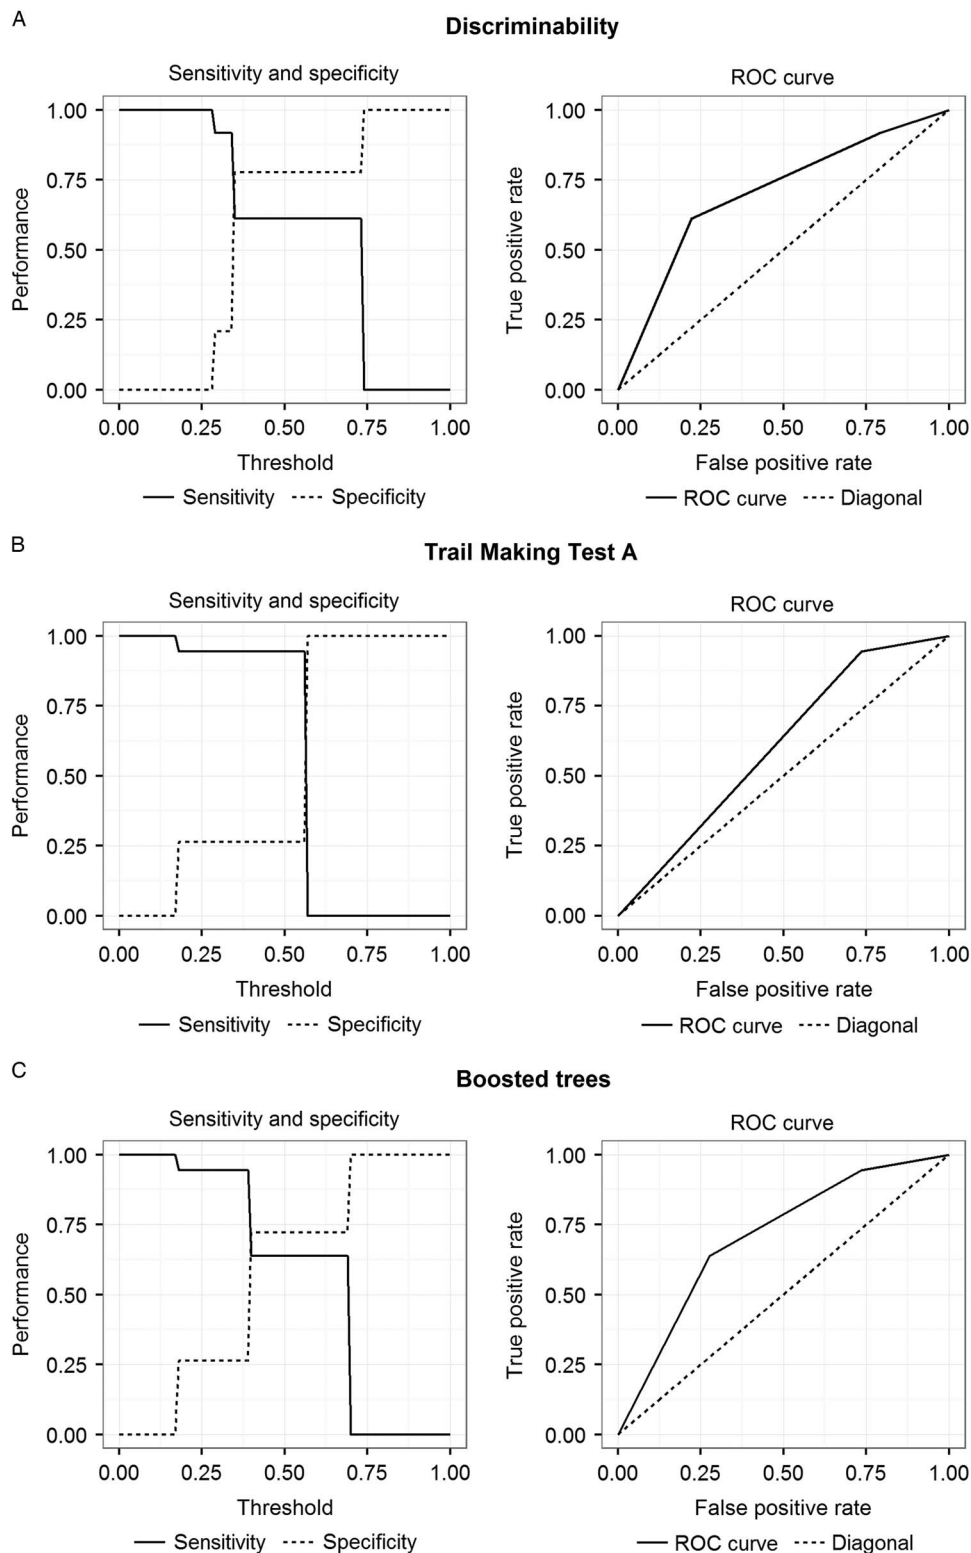 A
Discriminability
Sensitivity and specificity
1.00
0.75
0.50
0.25
0.00
Performance
0.00 0.25 0.50 0.75 1.00
Threshold
Sensitivity Specificity
ROC curve
1.00
0.75
0.50
0.25
0.00
True positive rate
0.00 0.25 0.50 0.75 1.00
False positive rate
ROC curve Diagonal
B
Trail Making Test A
Sensitivity and specificity
1.00
0.75
0.50
0.25
0.00
Performance
0.00 0.25 0.50 0.75 1.00
Threshold
Sensitivity Specificity
ROC curve
1.00
0.75
0.50
0.25
0.00
True positive rate
0.00 0.25 0.50 0.75 1.00
False positive rate
ROC curve Diagonal
C
Boosted trees
Sensitivity and specificity
1.00
0.75
0.50
0.25
0.00
Performance
0.00 0.25 0.50 0.75 1.00
Threshold
Sensitivity Specificity
ROC curve
1.00
0.75
0.50
0.25
0.00
True positive rate
0.00 0.25 0.50 0.75 1.00
False positive rate
ROC curve Diagonal